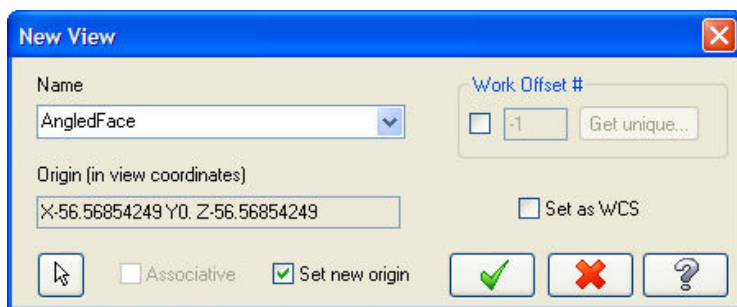 New View
Name
AngledFace
Work Offset #
-1
Get unique...
Origin (in view coordinates)
X-56.56854249 Y0. Z-56.56854249
Set as WCS
Associative
Set new origin